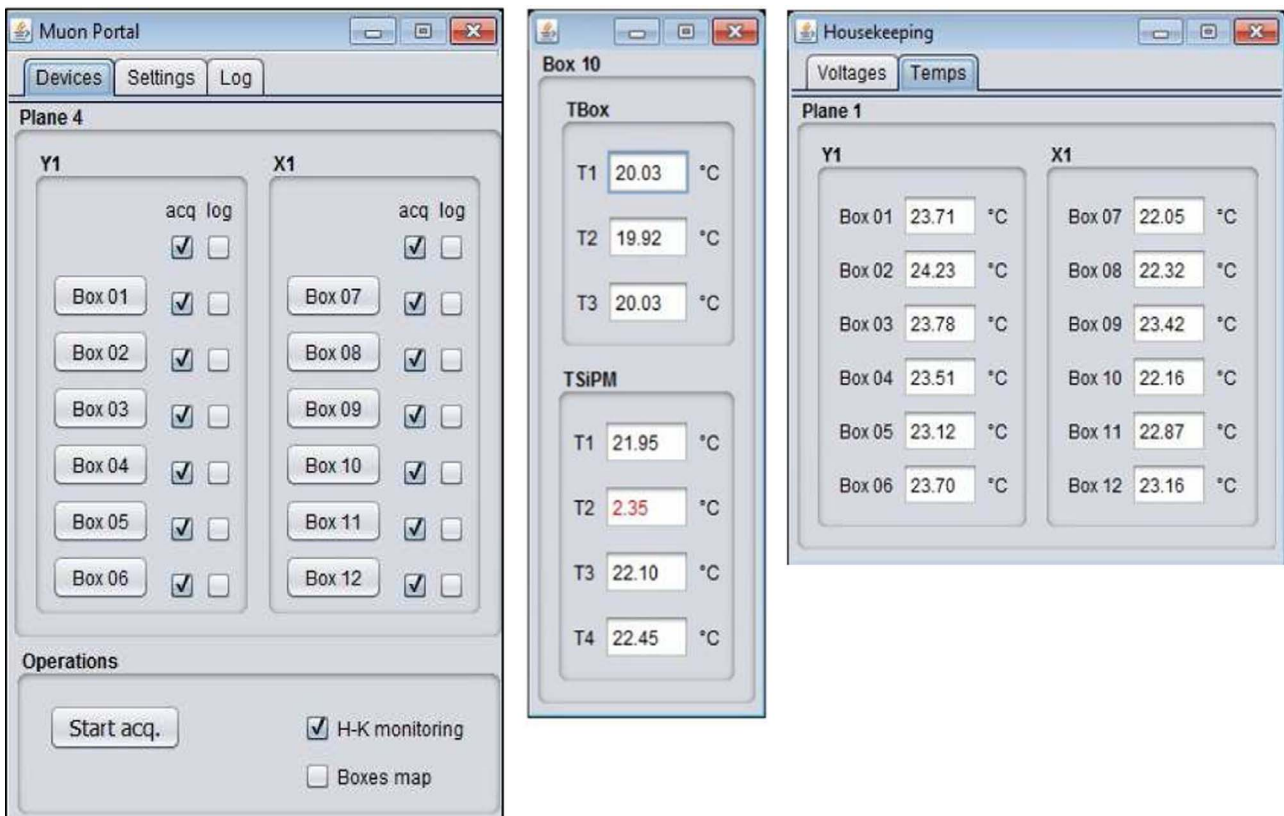 Muon Portal
Devices Settings Log
Plane 4
Y1 X1
acq log acq log
Box 01 Box 07
Box 02 Box 08
Box 03 Box 09
Box 04 Box 10
Box 05 Box 11
Box 06 Box 12
Operations
Start acq. H-K monitoring
Boxes map
Box 10
TBox
T1 20.03 °C
T2 19.92 °C
T3 20.03 °C
TSiPM
T1 21.95 °C
T2 2.35 °C
T3 22.10 °C
T4 22.45 °C
Housekeeping
Voltages Temps
Plane 1
Y1 X1
Box 01 23.71 °C Box 07 22.05 °C
Box 02 24.23 °C Box 08 22.32 °C
Box 03 23.78 °C Box 09 23.42 °C
Box 04 23.51 °C Box 10 22.16 °C
Box 05 23.12 °C Box 11 22.87 °C
Box 06 23.70 °C Box 12 23.16 °C